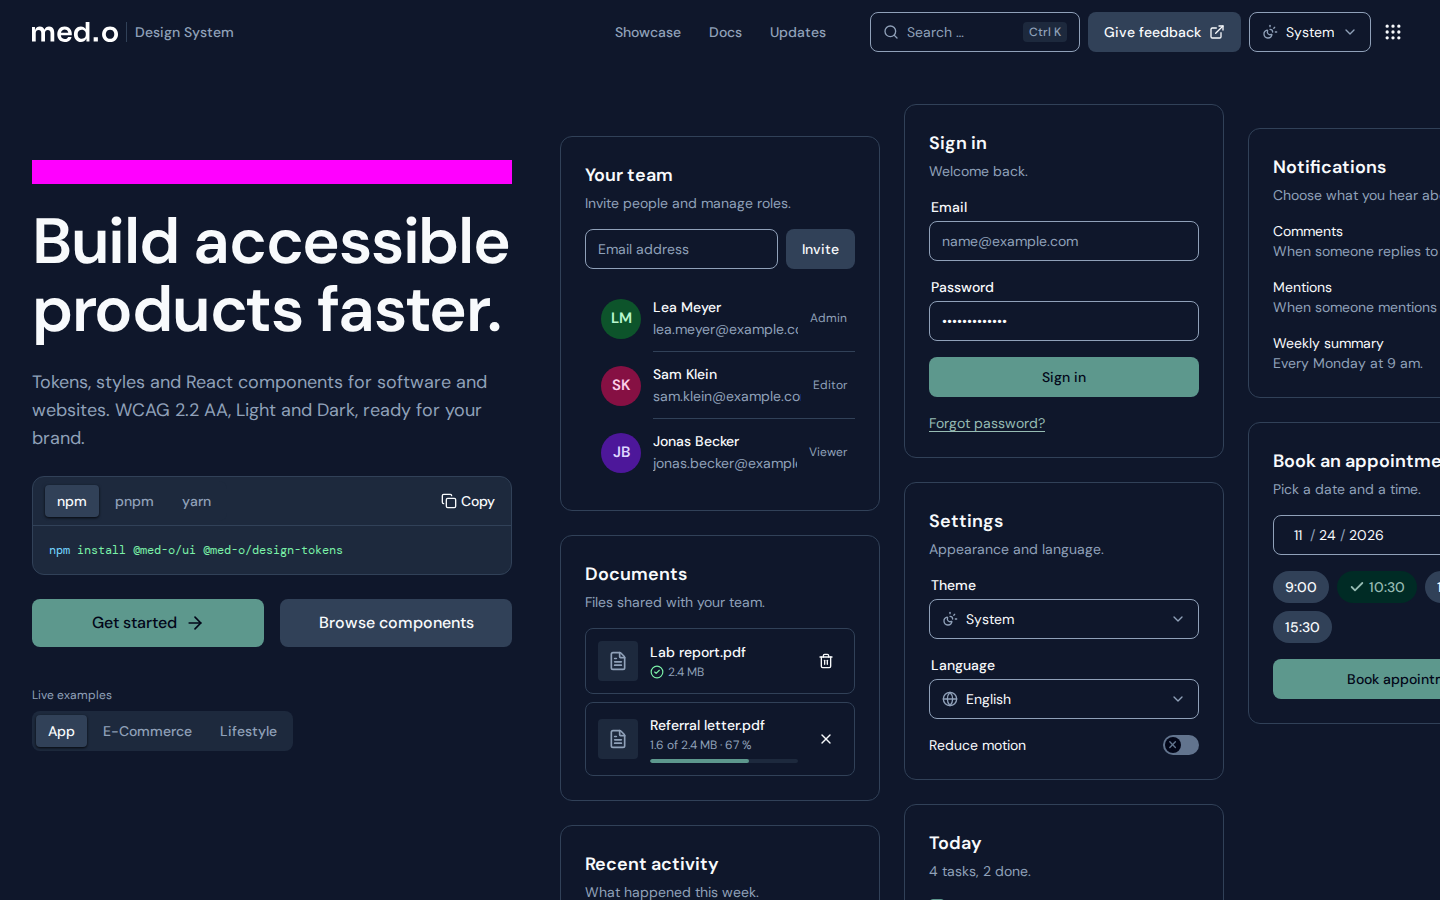 med.o
Design System
Showcase
Docs
Updates
Search ...
Ctrl K
Give feedback
System
Build accessible
products faster.
Tokens, styles and React components for software and
websites. WCAG 2.2 AA, Light and Dark, ready for your
brand.
npm
pnpm
yarn
Copy
npm install @med-o/ui @med-o/design-tokens
Get started
Browse components
Live examples
App
E-Commerce
Lifestyle
Your team
Invite people and manage roles.
Email address
Invite
LM
Lea Meyer
lea.meyer@example.co
Admin
SK
Sam Klein
sam.klein@example.co
Editor
JB
Jonas Becker
jonas.becker@exampl
Viewer
Documents
Files shared with your team.
Lab report.pdf
2.4 MB
Referral letter.pdf
1.6 of 2.4 MB · 67 %
Recent activity
What happened this week.
Sign in
Welcome back.
Email
name@example.com
Password
Sign in
Forgot password?
Settings
Appearance and language.
Theme
System
Language
English
Reduce motion
Today
4 tasks, 2 done.
Notifications
Choose what you hear ab
Comments
When someone replies to
Mentions
When someone mentions
Weekly summary
Every Monday at 9 am.
Book an appointme
Pick a date and a time.
11 / 24 / 2026
9:00
10:30
15:30
Book appoint